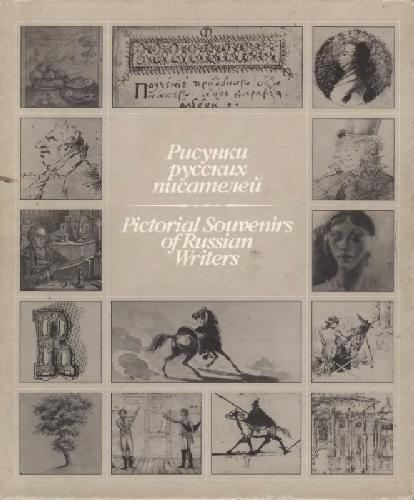 Рисунки
русских
писателей
Pictorial Souvenirs
of Russian
Writers
R